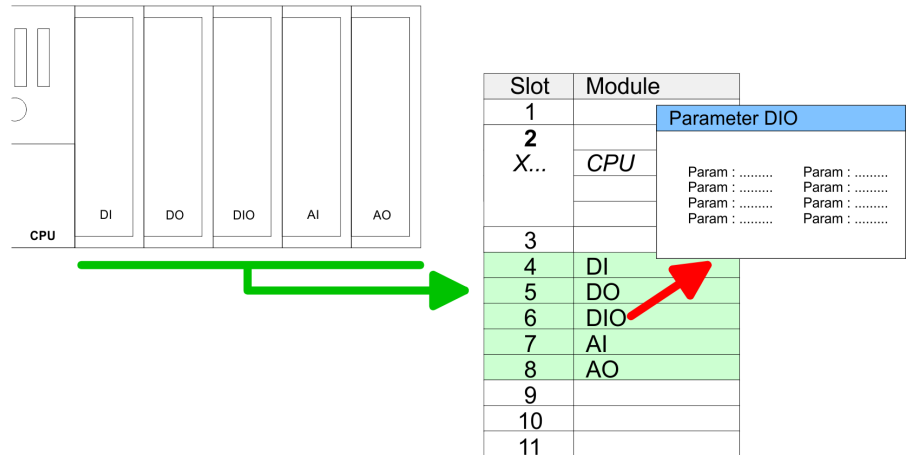 DI DO DIO AI AO
CPU
Slot Module
1
2
X... CPU
3
4 DI
5 DO
6 DIO
7 AI
8 AO
9
10
11
Parameter DIO
Param : ......... Param : .........
Param : ......... Param : .........
Param : ......... Param : .........
Param : ......... Param : .........